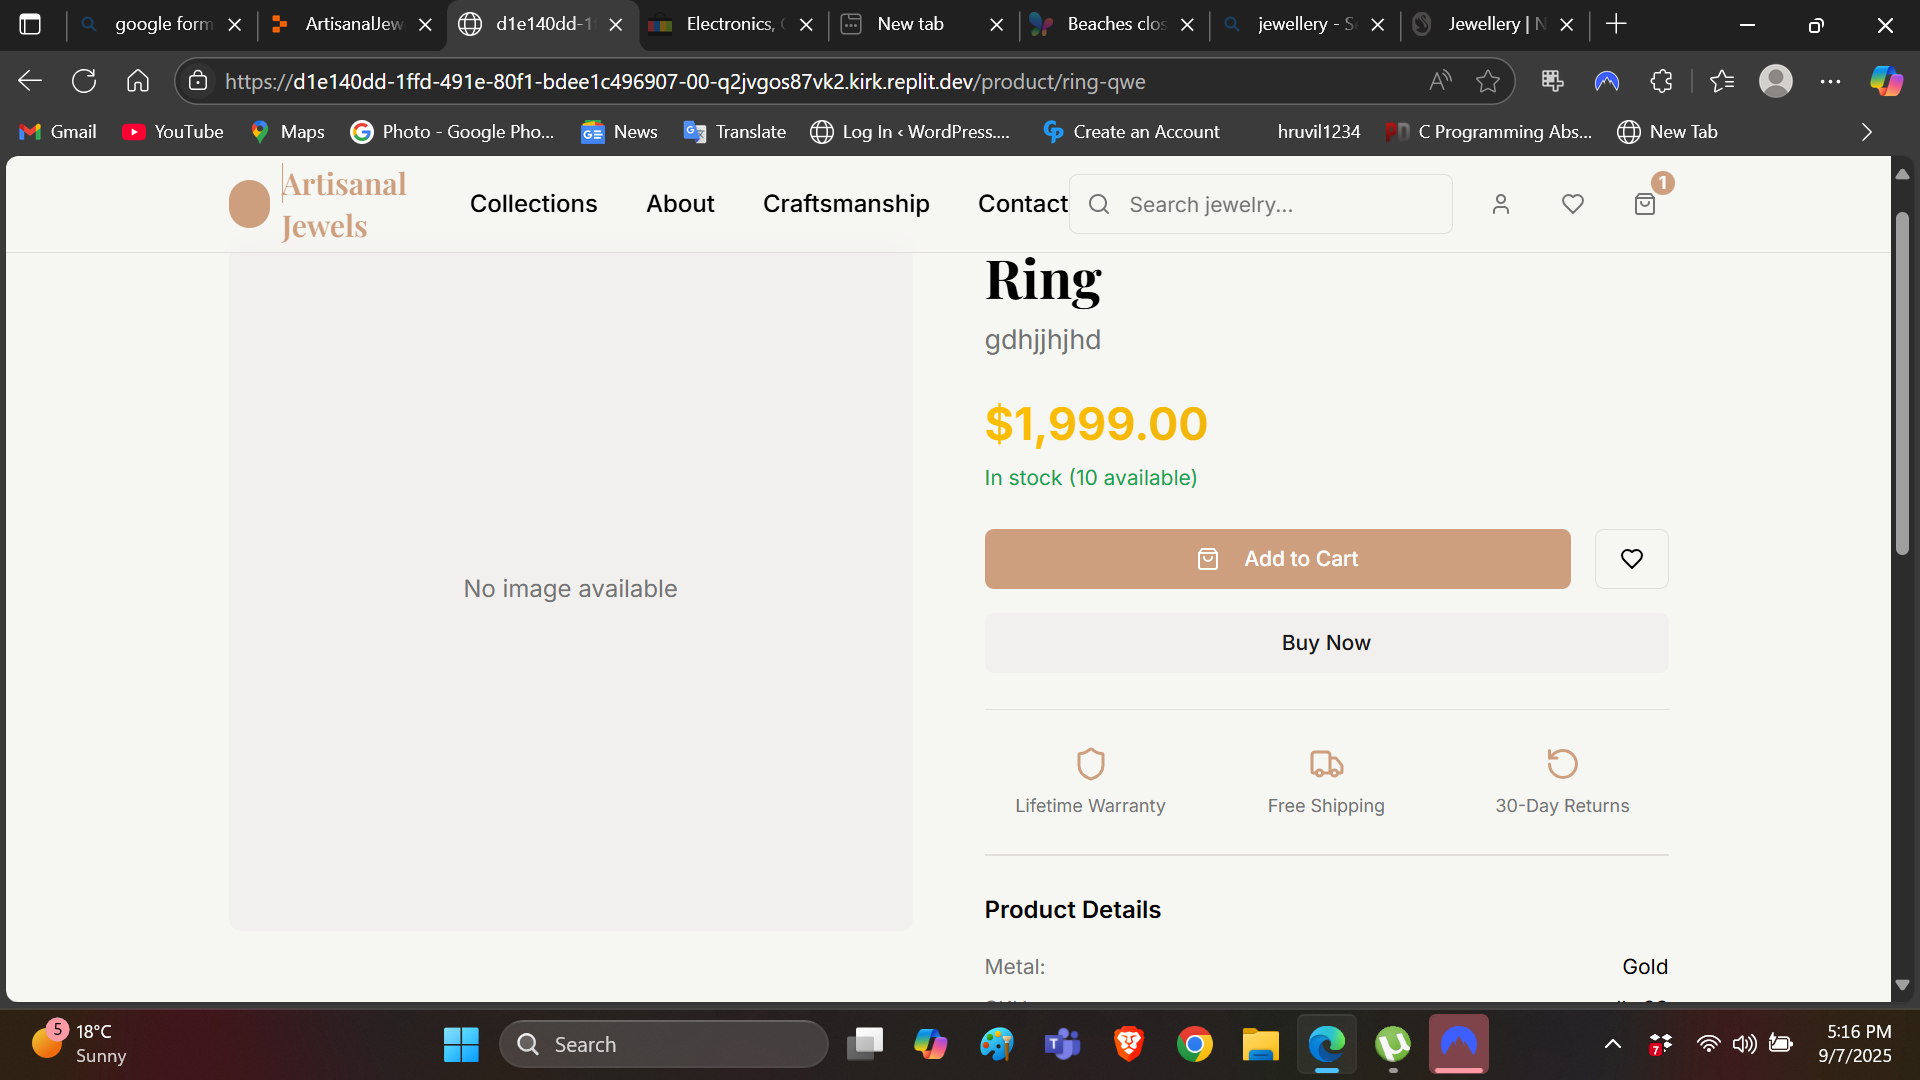 google form
ArtisanalJew
d1e140dd-1
Electronics,
New tab
Beaches clos
jewellery - S
Jewellery | N
https://d1e140dd-1ffd-491e-80f1-bdee1c496907-00-q2jvgos87vk2.kirk.replit.dev/product/ring-qwe
Gmail
YouTube
Maps
Photo - Google Pho...
News
Translate
Log In ‹ WordPress....
Create an Account
hruvil1234
C Programming Abs...
New Tab
Artisanal
Jewels
Collections
About
Craftsmanship
Contact
Search jewelry...
1
Ring
gdhjjhjhd
$1,999.00
In stock (10 available)
No image available
Add to Cart
Buy Now
Lifetime Warranty
Free Shipping
30-Day Returns
Product Details
Metal:
Gold
5
18°C
Sunny
Search
7
5:16 PM
9/7/2025